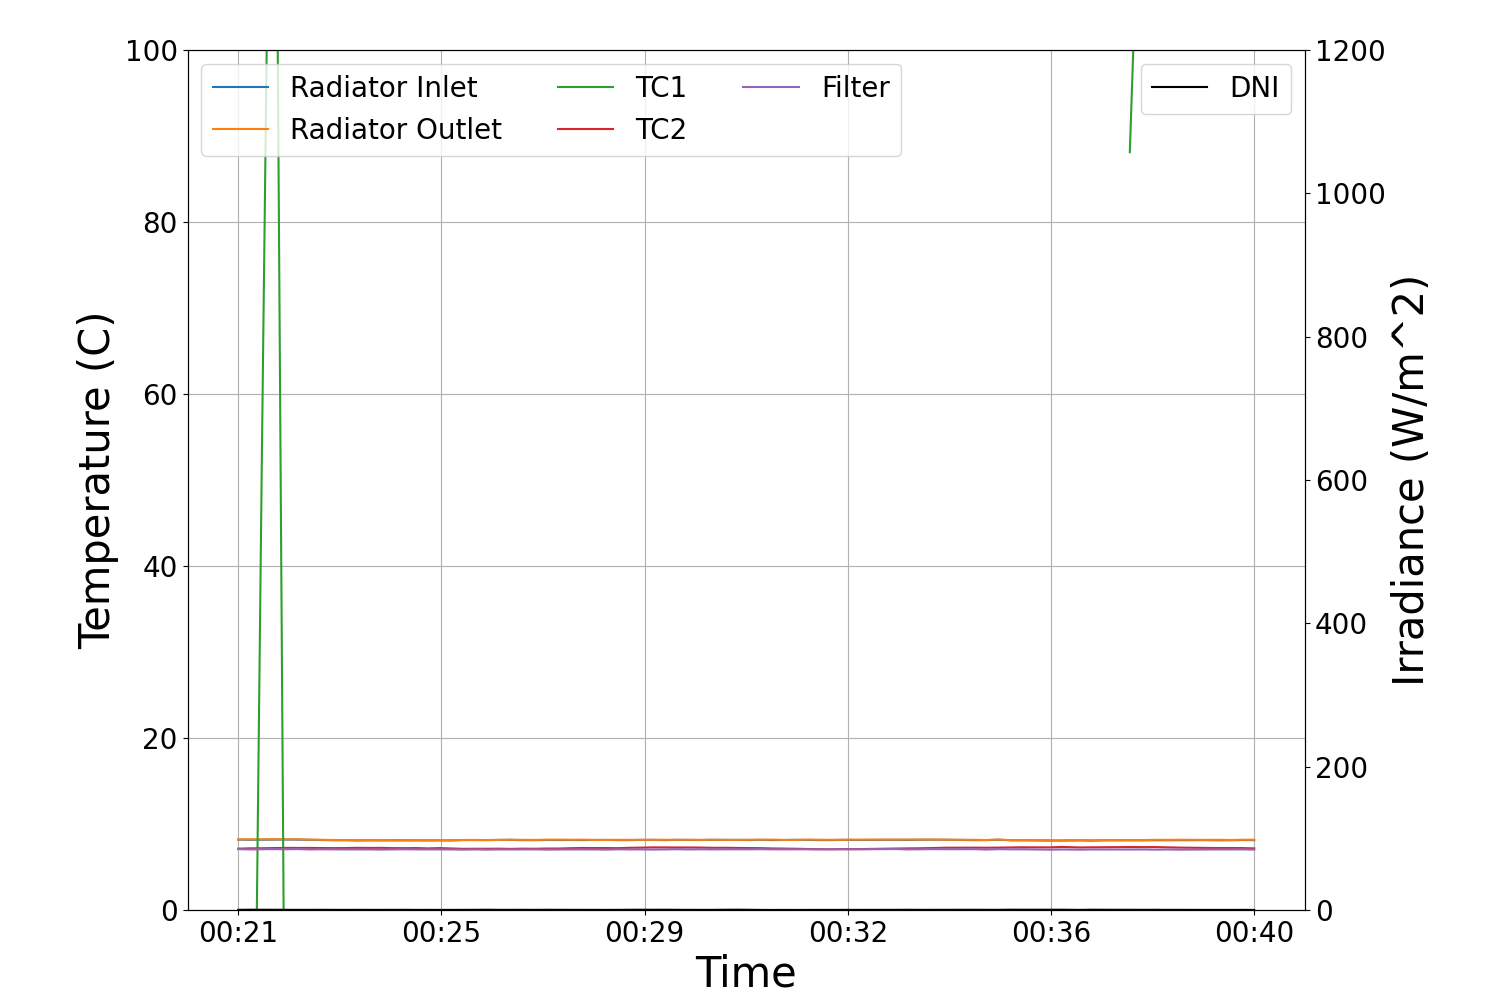 Temperature (C)
100
80
60
40
20
0
Radiator Inlet
Radiator Outlet
TC1
TC2
Filter
DNI
1200
1000
800
600
400
200
0
Irradiance (W/m^2)
00:21 00:25 00:29 00:32 00:36 00:40
Time